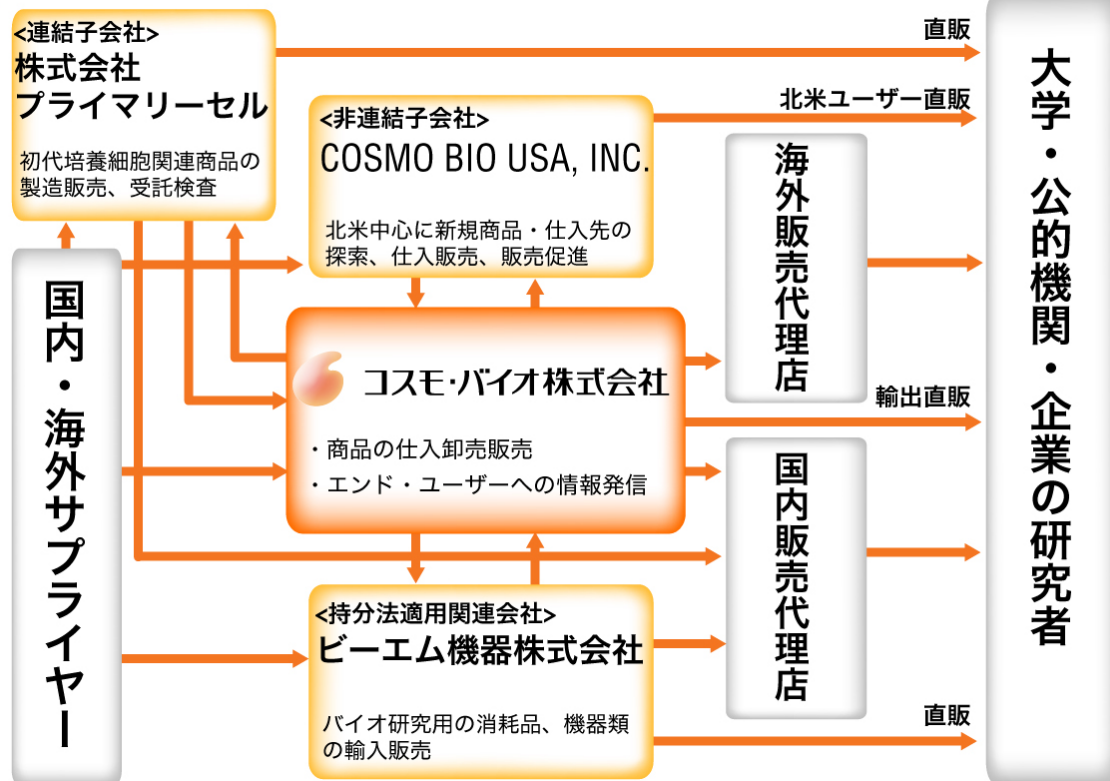 <連結子会社>
株式会社
プライマリーセル
初代培養細胞関連商品の
製造販売、受託検査
直販
<非連結子会社>
COSMO BIO USA, INC.
北米中心に新規商品・仕入先の
探索、仕入販売、販売促進
北米ユーザー直販
国内・海外サプライヤー
コスモ・バイオ株式会社
・商品の仕入卸売販売
・エンド・ユーザーへの情報発信
海外販売代理店
輸出直販
国内販売代理店
<持分法適用関連会社>
ビーエム機器株式会社
バイオ研究用の消耗品、機器類
の輸入販売
直販
大学・公的機関・企業の研究者